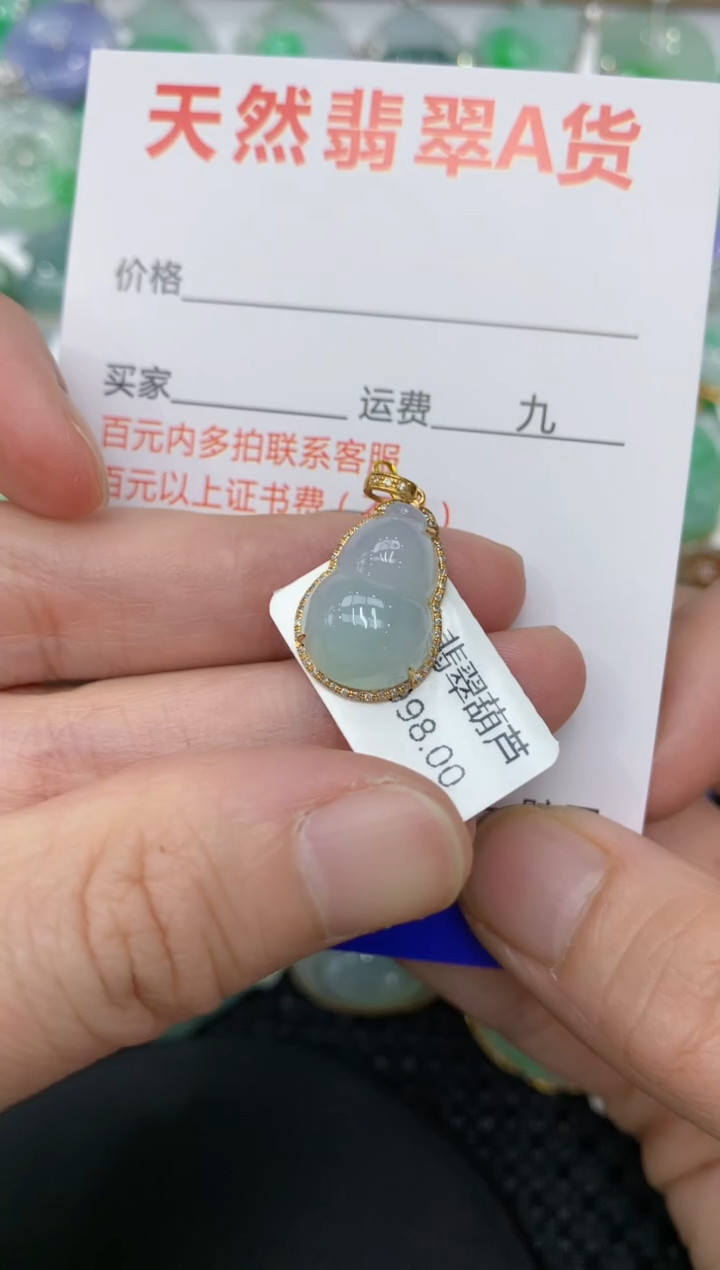 天然翡翠A货
价格
买家 运费 九
百元内多拍联系客服
百元以上证书费（
翡翠葫芦
98.00